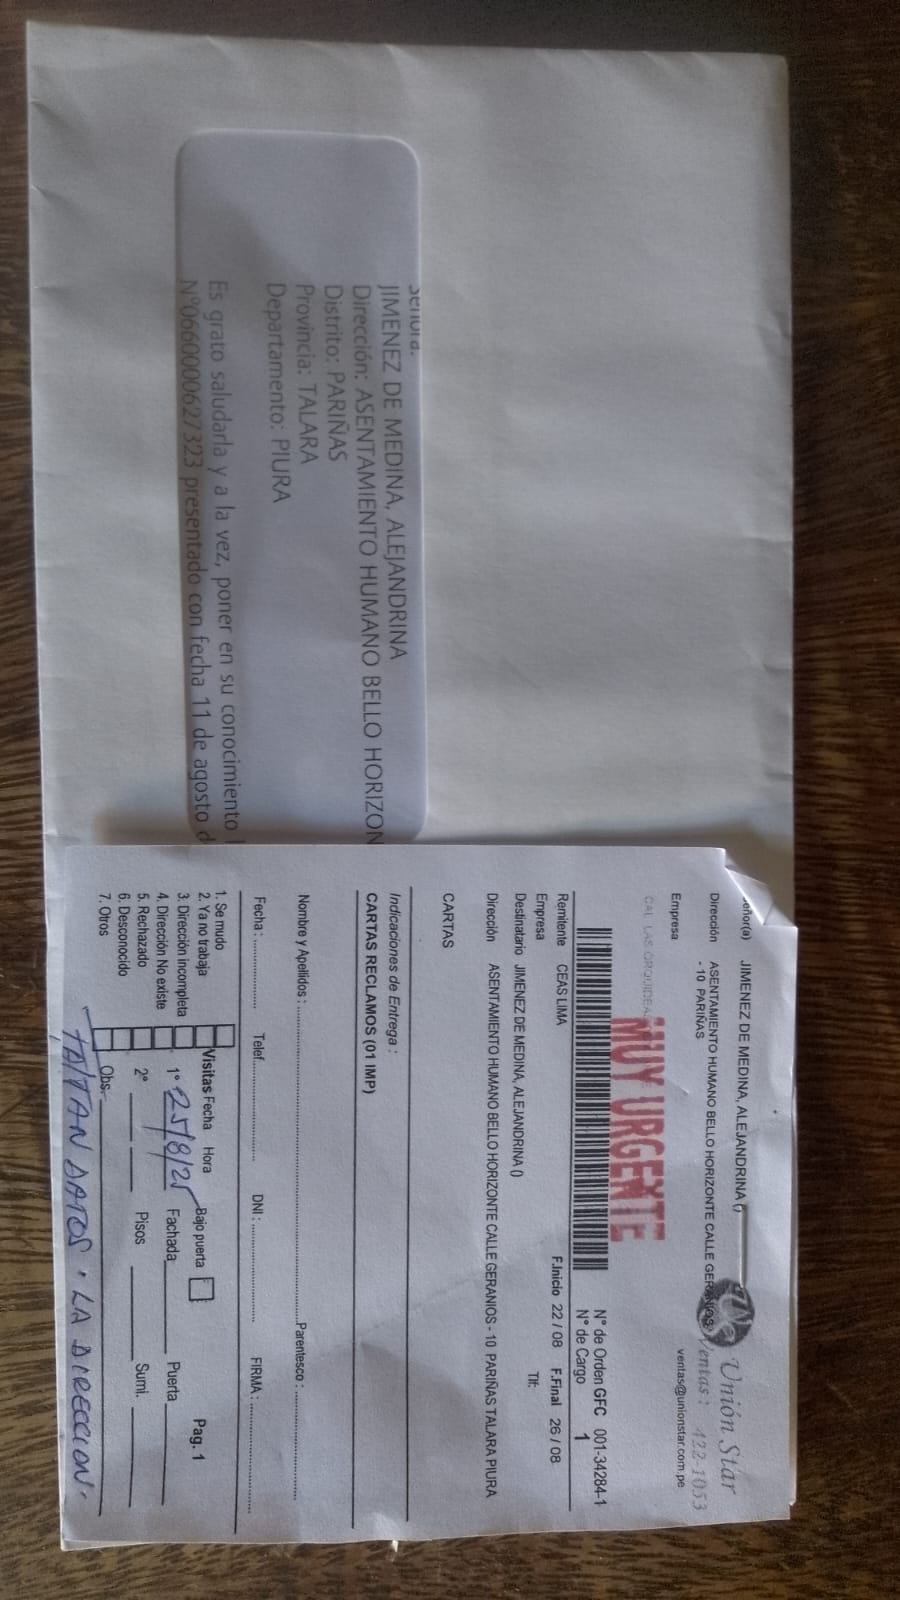 Señora:
JIMENEZ DE MEDINA, ALEJANDRINA
Dirección: ASENTAMIENTO HUMANO BELLO HORIZON
Distrito: PARIÑAS
Provincia: TALARA
Departamento: PIURA
Es grato saludarla y a la vez, poner en su conocimiento
N°0660000627323 presentado con fecha 11 de agosto d
Unión Star
Ventas: 422-1053
ventas@unionstar.com.pe
eñor(a) JIMENEZ DE MEDINA, ALEJANDRINA ()
Dirección ASENTAMIENTO HUMANO BELLO HORIZONTE CALLE GERANIOS
- 10 PARIÑAS
Empresa
CAL. LAS ORQUIDEA
MUY URGENTE
N° de Orden GFC 001-34284-1
N° de Cargo 1
Remitente CEAS LIMA F.Inicio 22 / 08 F.Final 26 / 08
Empresa Tlf:
Destinatario JIMENEZ DE MEDINA, ALEJANDRINA ()
Dirección ASENTAMIENTO HUMANO BELLO HORIZONTE CALLE GERANIOS - 10 PARIÑAS TALARA PIURA
CARTAS
Indicaciones de Entrega :
CARTAS RECLAMOS (01 IMP)
Nombre y Apellidos : Parentesco :
Fecha : Telef. DNI : FIRMA :
1. Se mudo
2. Ya no trabaja
3. Dirección incompleta
4. Dirección No existe
5. Rechazado
6. Desconocido
7. Otros
Visitas Fecha Hora Bajo puerta Pag. 1
1° 25/8/25 Fachada Puerta
2° Pisos Sumi.
Obs-
FALTAN DATOS . LA DIRECCION.